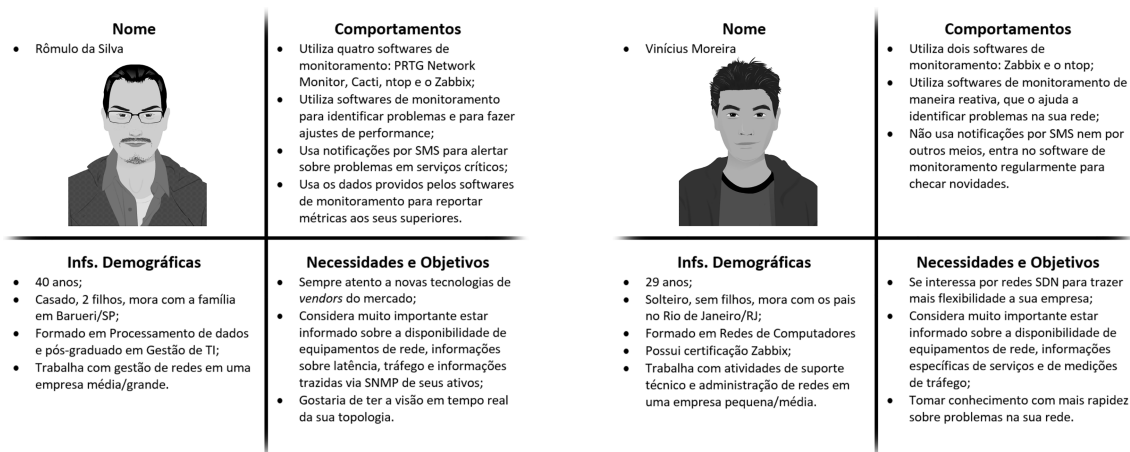 Nome
• Rômulo da Silva
Comportamentos
• Utiliza quatro softwares de
monitoramento: PRTG Network
Monitor, Cacti, ntop e o Zabbix;
• Utiliza softwares de monitoramento
para identificar problemas e para fazer
ajustes de performance;
• Usa notificações por SMS para alertar
sobre problemas em serviços críticos;
• Usa os dados providos pelos softwares
de monitoramento para reportar
métricas aos seus superiores.
Infs. Demográficas
• 40 anos;
• Casado, 2 filhos, mora com a família
em Barueri/SP;
• Formado em Processamento de dados
e pós-graduado em Gestão de TI;
• Trabalha com gestão de redes em uma
empresa média/grande.
Necessidades e Objetivos
• Sempre atento a novas tecnologias de
vendors do mercado;
• Considera muito importante estar
informado sobre a disponibilidade de
equipamentos de rede, informações
sobre latência, tráfego e informações
trazidas via SNMP de seus ativos;
• Gostaria de ter a visão em tempo real
da sua topologia.
Nome
• Vinícius Moreira
Comportamentos
• Utiliza dois softwares de
monitoramento: Zabbix e o ntop;
• Utiliza softwares de monitoramento de
maneira reativa, que o ajuda a
identificar problemas na sua rede;
• Não usa notificações por SMS nem por
outros meios, entra no software de
monitoramento regularmente para
checar novidades.
Infs. Demográficas
• 29 anos;
• Solteiro, sem filhos, mora com os pais
no Rio de Janeiro/RJ;
• Formado em Redes de Computadores
• Possui certificação Zabbix;
• Trabalha com atividades de suporte
técnico e administração de redes em
uma empresa pequena/média.
Necessidades e Objetivos
• Se interessa por redes SDN para trazer
mais flexibilidade a sua empresa;
• Considera muito importante estar
informado sobre a disponibilidade de
equipamentos de rede, informações
específicas de serviços e de medições
de tráfego;
• Tomar conhecimento com mais rapidez
sobre problemas na sua rede.